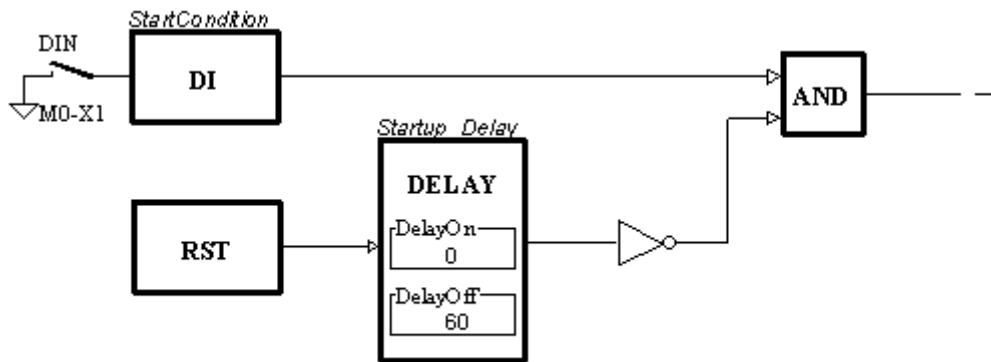 StartCondition
DIN
DI
M0-X1
AND
Startup Delay
DELAY
DelayOn
0
RST
DelayOff
60